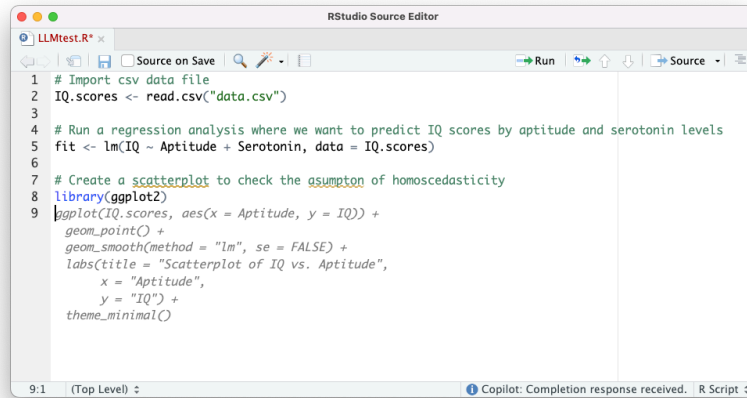 RStudio Source Editor
LLMtest.R* ×
Source on Save Run Source
1 # Import csv data file
2 IQ.scores <- read.csv("data.csv")
3
4 # Run a regression analysis where we want to predict IQ scores by aptitude and serotonin levels
5 fit <- lm(IQ ~ Aptitude + Serotonin, data = IQ.scores)
6
7 # Create a scatterplot to check the asumpton of homoscedasticity
8 library(ggplot2)
9 ggplot(IQ.scores, aes(x = Aptitude, y = IQ)) +
geom_point() +
geom_smooth(method = "lm", se = FALSE) +
labs(title = "Scatterplot of IQ vs. Aptitude",
x = "Aptitude",
y = "IQ") +
theme_minimal()
9:1 (Top Level) Copilot: Completion response received. R Script